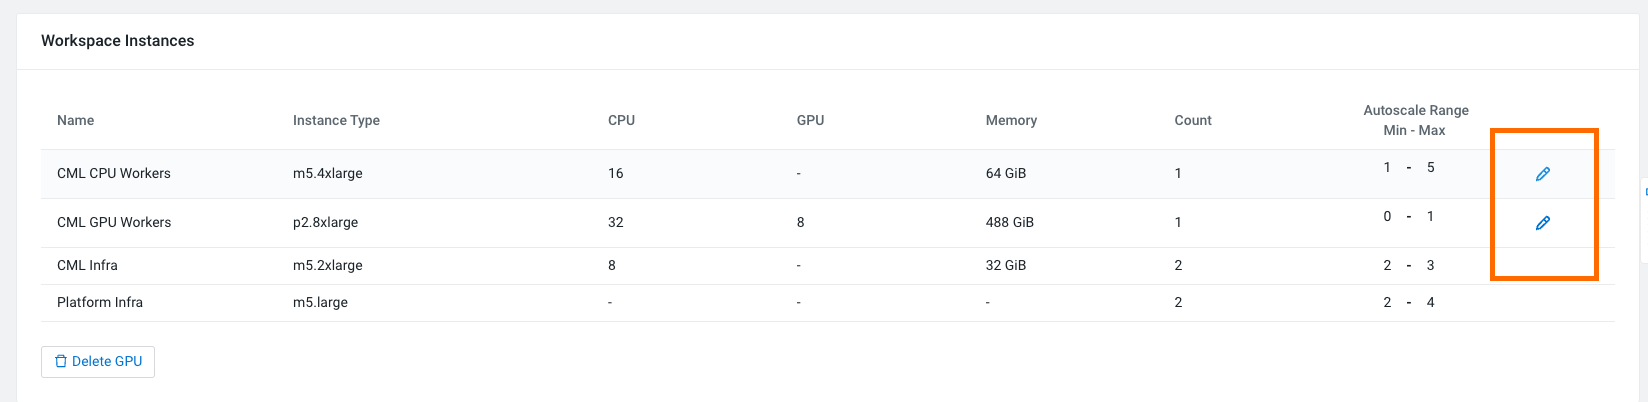 Workspace Instances
Name Instance Type CPU GPU Memory Count Autoscale Range
Min - Max
CML CPU Workers m5.4xlarge 16 - 64 GiB 1 1 - 5
CML GPU Workers p2.8xlarge 32 8 488 GiB 1 0 - 1
CML Infra m5.2xlarge 8 - 32 GiB 2 2 - 3
Platform Infra m5.large - - - 2 2 - 4
Delete GPU